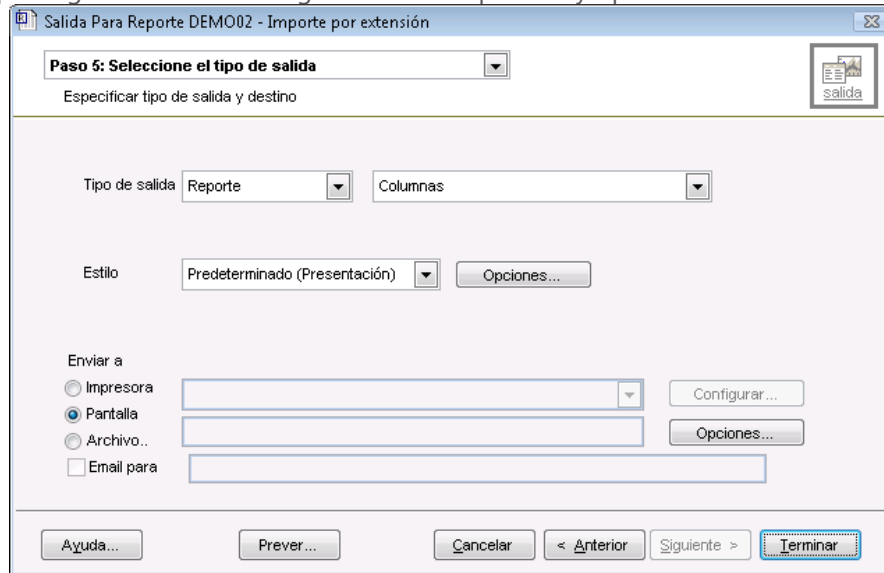 Salida Para Reporte DEMO02 - Importe por extensión
Paso 5: Seleccione el tipo de salida
Especificar tipo de salida y destino
salida
Tipo de salida Reporte Columnas
Estilo Predeterminado (Presentación) Opciones...
Enviar a
Impresora Configurar...
Pantalla
Archivo.. Opciones...
Email para
Ayuda... Prever... Cancelar < Anterior Siguiente > Terminar